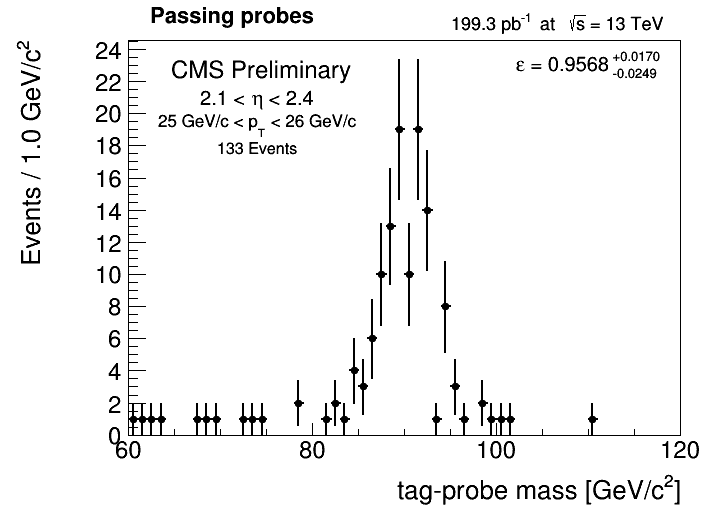 Passing probes
199.3 pb⁻¹ at √s = 13 TeV
CMS Preliminary
2.1 < η < 2.4
25 GeV/c < p_T < 26 GeV/c
133 Events
ε = 0.9568 +0.0170 -0.0249
Events / 1.0 GeV/c²
24
22
20
18
16
14
12
10
8
6
4
2
0
60 80 100 120
tag-probe mass [GeV/c²]